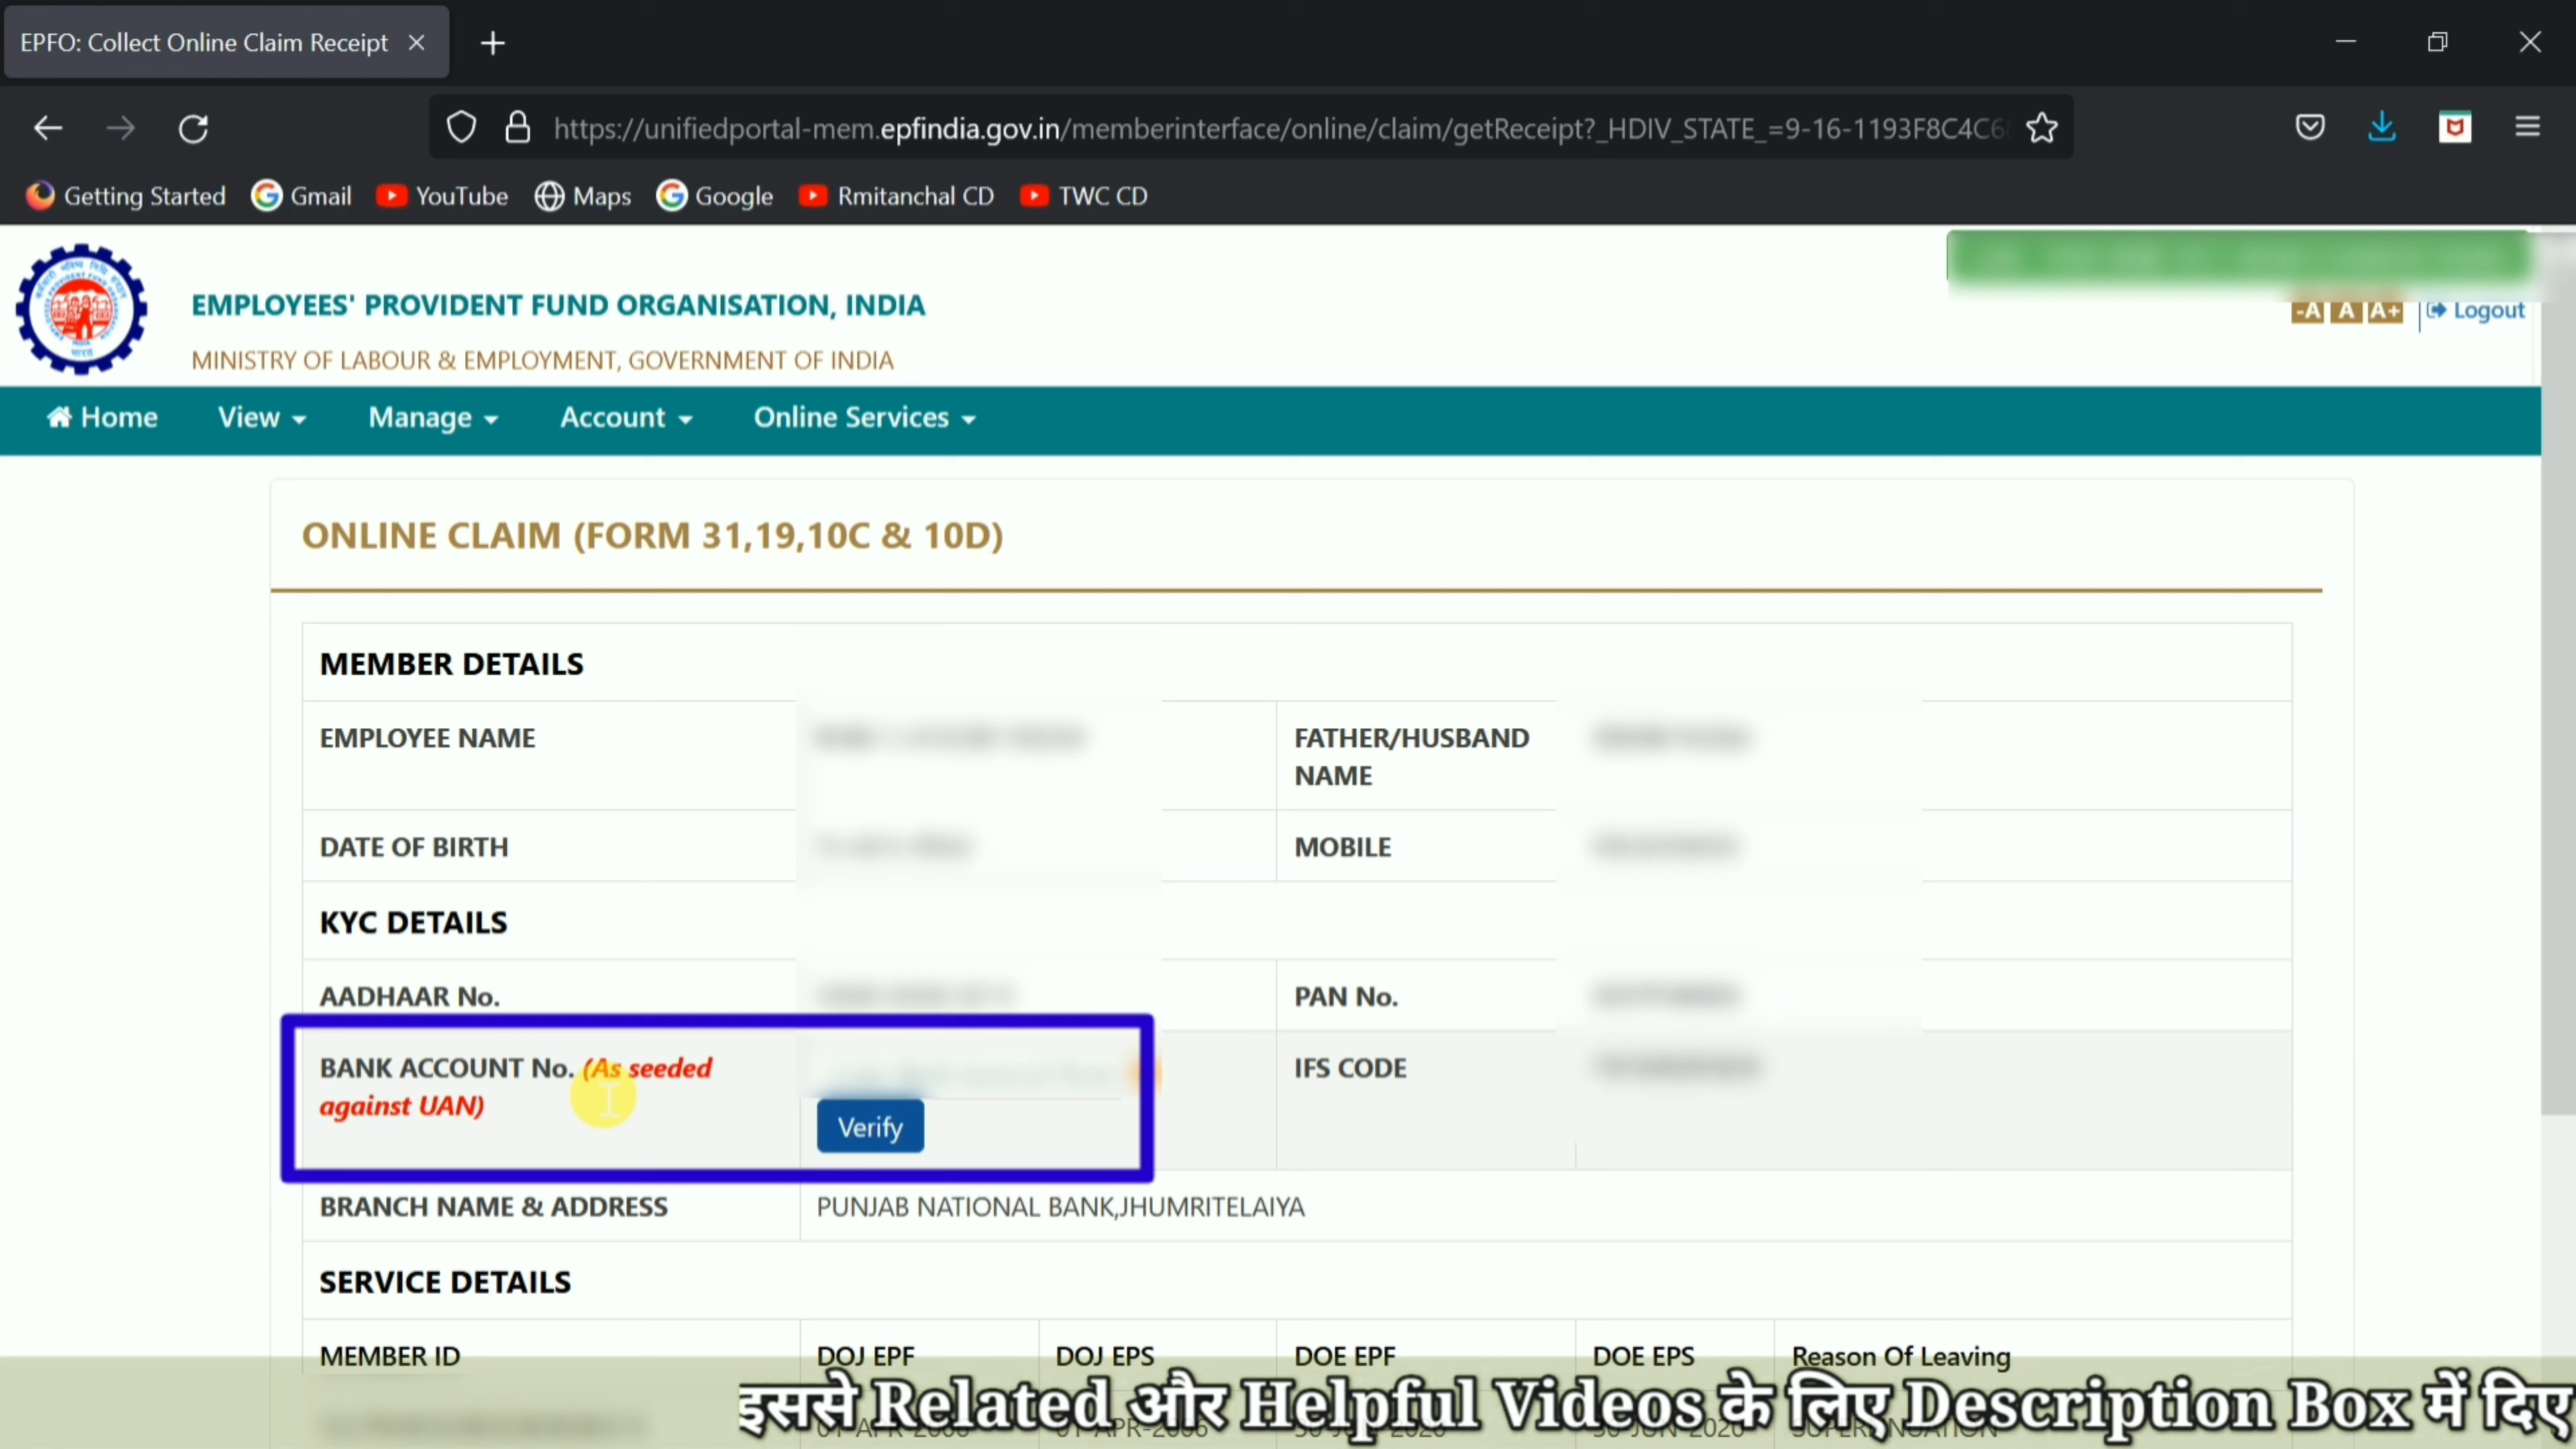 EPFO: Collect Online Claim Receipt
https://unifiedportal-mem.epfindia.gov.in/memberinterface/online/claim/getReceipt?_HDIV_STATE_=9-16-1193F8C4C6
Getting Started Gmail YouTube Maps Google Rmitanchal CD TWC CD
EMPLOYEES' PROVIDENT FUND ORGANISATION, INDIA
-A A A+ Logout
MINISTRY OF LABOUR & EMPLOYMENT, GOVERNMENT OF INDIA
Home View Manage Account Online Services
ONLINE CLAIM (FORM 31,19,10C & 10D)
MEMBER DETAILS
EMPLOYEE NAME FATHER/HUSBAND
NAME
DATE OF BIRTH MOBILE
KYC DETAILS
AADHAAR No. PAN No.
BANK ACCOUNT No. (As seeded IFS CODE
against UAN)
Verify
BRANCH NAME & ADDRESS PUNJAB NATIONAL BANK,JHUMRITELAIYA
SERVICE DETAILS
MEMBER ID DOJ EPF DOJ EPS DOE EPF DOE EPS Reason Of Leaving
इससे Related और Helpful Videos के लिए Description Box में दिए